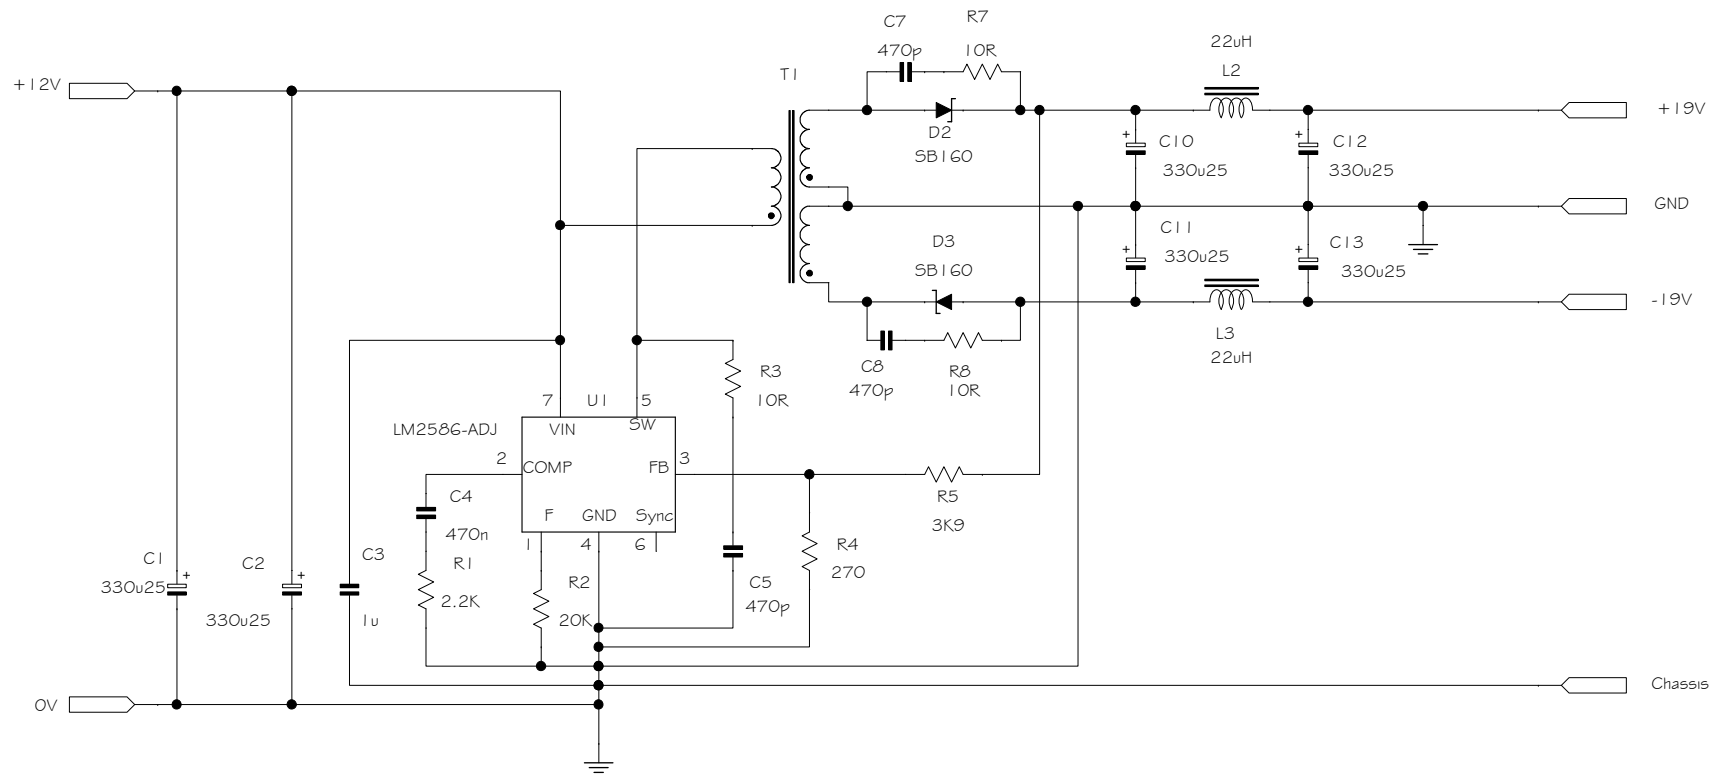 C7
470p
R7
10R
22uH
L2
T1
+12V
+19V
D2
SB160
C10
330u25
C12
330u25
GND
C11
330u25
D3
SB160
C13
330u25
-19V
L3
22uH
C8
470p
R8
10R
R3
10R
7
U1
5
LM2586-ADJ
VIN
SW
2
COMP
FB
3
C4
470n
R5
3K9
F
GND
Sync
1
4
6
R4
270
C1
330u25
C2
330u25
C3
1u
R1
2.2K
R2
20K
C5
470p
+
+
+
+
+
+
0V
Chassis